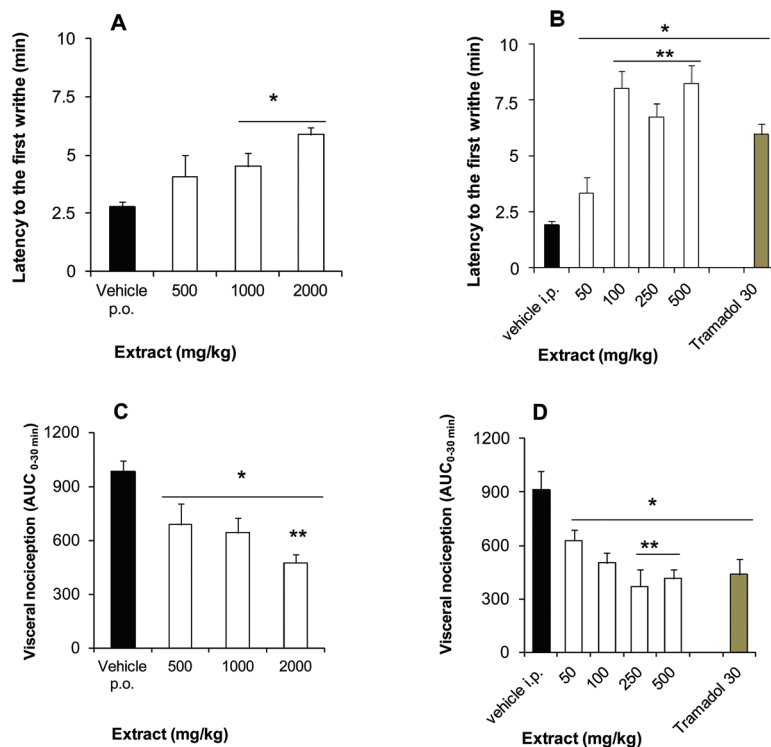 A
Latency to the first writhe (min)
10
7.5
5
2.5
0
*
Vehicle
p.o.
500
1000
2000
Extract (mg/kg)
B
Latency to the first writhe (min)
10
7.5
5
2.5
0
*
**
vehicle i.p.
50
100
250
500
Tramadol 30
Extract (mg/kg)
C
Visceral nociception (AUC 0-30 min)
1200
900
600
300
0
*
**
Vehicle
p.o.
500
1000
2000
Extract (mg/kg)
D
Visceral nociception (AUC0-30 min)
1200
900
600
300
0
*
**
vehicle i.p.
50
100
250
500
Tramadol 30
Extract (mg/kg)